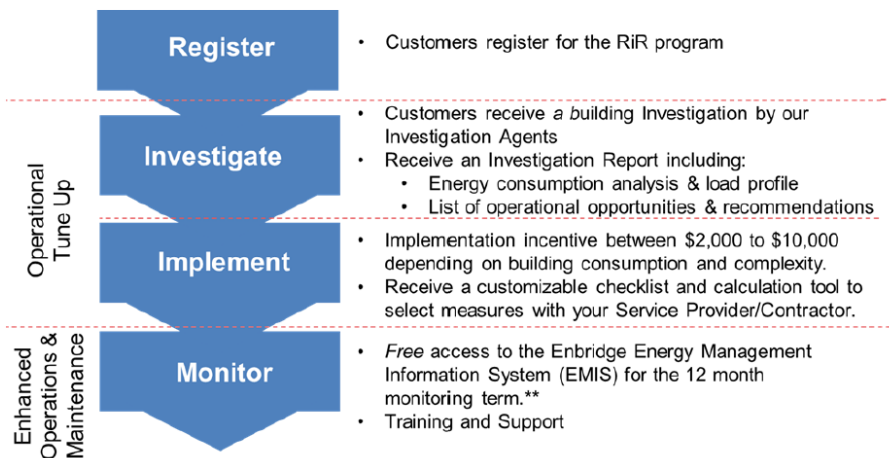 Register
• Customers register for the RiR program
Operational
Tune Up
Investigate
• Customers receive a building Investigation by our
Investigation Agents
• Receive an Investigation Report including:
• Energy consumption analysis & load profile
• List of operational opportunities & recommendations
Implement
• Implementation incentive between $2,000 to $10,000
depending on building consumption and complexity.
• Receive a customizable checklist and calculation tool to
select measures with your Service Provider/Contractor.
Enhanced
Operations &
Maintenance
Monitor
• Free access to the Enbridge Energy Management
Information System (EMIS) for the 12 month
monitoring term.**
• Training and Support